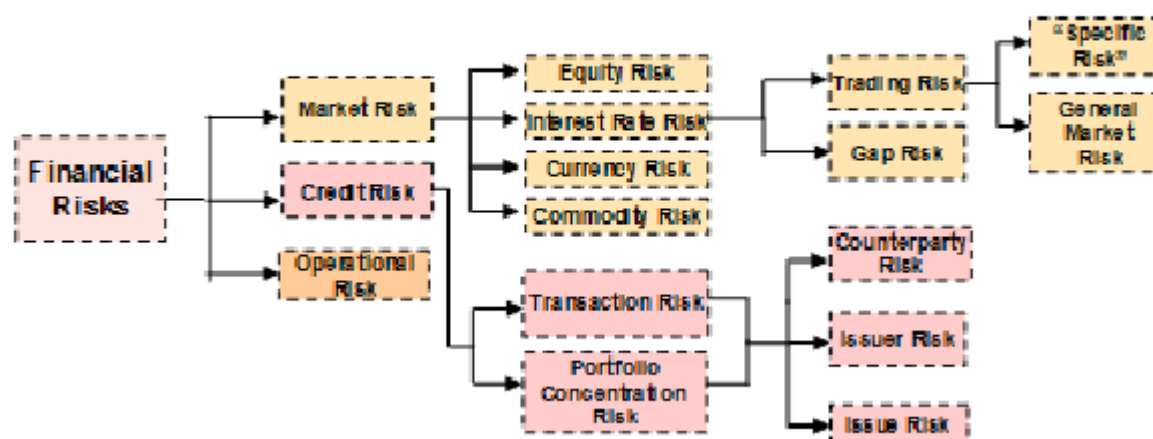 Financial
Risks
Market Risk
Credit Risk
Operational
Risk
Equity Risk
Interest Rate Risk
Currency Risk
Commodity Risk
Transaction Risk
Portfolio
Concentration
Risk
Trading Risk
Gap Risk
Counterparty
Risk
Issuer Risk
Issue Risk
“Specific
Risk”
General
Market
Risk